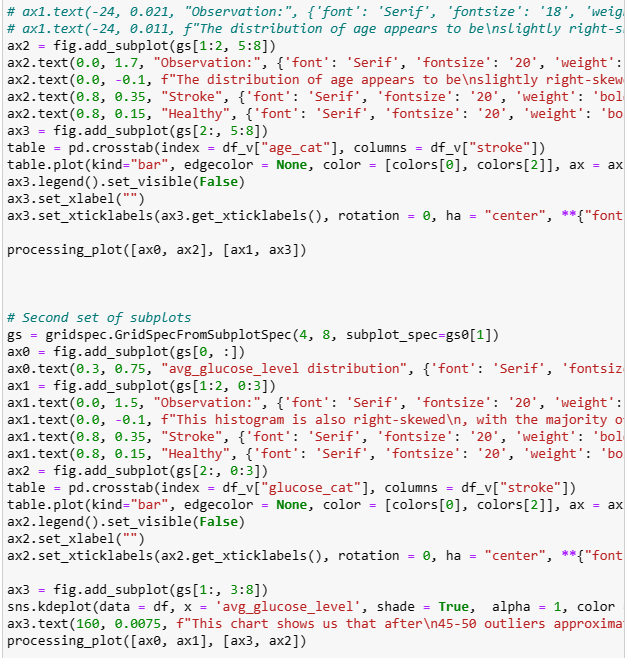 # ax1.text(-24, 0.021, "Observation:", {'font': 'Serif', 'fontsize': '18', 'weig
# ax1.text(-24, 0.011, f"The distribution of age appears to be\nslightly right-s
ax2 = fig.add_subplot(gs[1:2, 5:8])
ax2.text(0.0, 1.7, "Observation:", {'font': 'Serif', 'fontsize': '20', 'weight':
ax2.text(0.0, -0.1, f"The distribution of age appears to be\nslightly right-skew
ax2.text(0.8, 0.35, "Stroke", {'font': 'Serif', 'fontsize': '20', 'weight': 'bol
ax2.text(0.8, 0.15, "Healthy", {'font': 'Serif', 'fontsize': '20', 'weight': 'bo
ax3 = fig.add_subplot(gs[2:, 5:8])
table = pd.crosstab(index = df_v["age_cat"], columns = df_v["stroke"])
table.plot(kind="bar", edgecolor = None, color = [colors[0], colors[2]], ax = ax
ax3.legend().set_visible(False)
ax3.set_xlabel("")
ax3.set_xticklabels(ax3.get_xticklabels(), rotation = 0, ha = "center", **{"font
processing_plot([ax0, ax2], [ax1, ax3])
# Second set of subplots
gs = gridspec.GridSpecFromSubplotSpec(4, 8, subplot_spec=gs0[1])
ax0 = fig.add_subplot(gs[0, :])
ax0.text(0.3, 0.75, "avg_glucose_level distribution", {'font': 'Serif', 'fontsiz
ax1 = fig.add_subplot(gs[1:2, 0:3])
ax1.text(0.0, 1.5, "Observation:", {'font': 'Serif', 'fontsize': '20', 'weight':
ax1.text(0.0, -0.1, f"This histogram is also right-skewed\n, with the majority o
ax1.text(0.8, 0.35, "Stroke", {'font': 'Serif', 'fontsize': '20', 'weight': 'bol
ax1.text(0.8, 0.15, "Healthy", {'font': 'Serif', 'fontsize': '20', 'weight': 'bo
ax2 = fig.add_subplot(gs[2:, 0:3])
table = pd.crosstab(index = df_v["glucose_cat"], columns = df_v["stroke"])
table.plot(kind="bar", edgecolor = None, color = [colors[0], colors[2]], ax = ax
ax2.legend().set_visible(False)
ax2.set_xlabel("")
ax2.set_xticklabels(ax2.get_xticklabels(), rotation = 0, ha = "center", **{"font
ax3 = fig.add_subplot(gs[1:, 3:8])
sns.kdeplot(data = df, x = 'avg_glucose_level', shade = True,  alpha = 1, color
ax3.text(160, 0.0075, f"This chart shows us that after\n45-50 outliers approxima
processing_plot([ax0, ax1], [ax3, ax2])